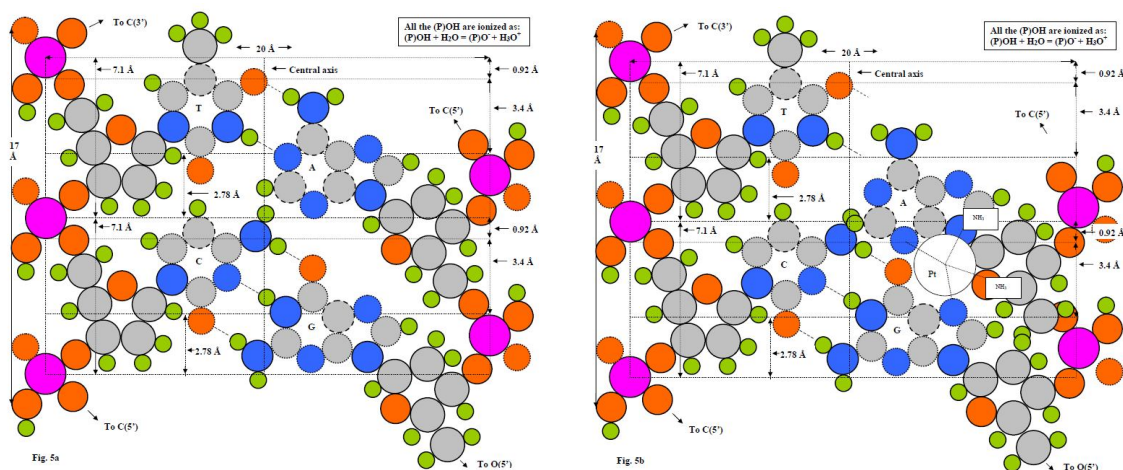 To C(3')
All the (P)OH are ionized as:
(P)OH + H2O = (P)O⁻ + H3O⁺
20 Å
7.1 Å
Central axis
0.92 Å
T
3.4 Å
To C(5')
17
Å
A
2.78 Å
7.1 Å
0.92 Å
C
3.4 Å
G
2.78 Å
To C(5')
Fig. 5a
To O(5')
To C(3')
All the (P)OH are ionized as:
(P)OH + H2O = (P)O⁻ + H3O⁺
20 Å
7.1 Å
Central axis
0.92 Å
T
3.4 Å
To C(5')
17
Å
A
2.78 Å
NH₃
7.1 Å
0.92 Å
C
Pt
3.4 Å
NH₃
G
2.78 Å
To C(5')
Fig. 5b
To O(5')